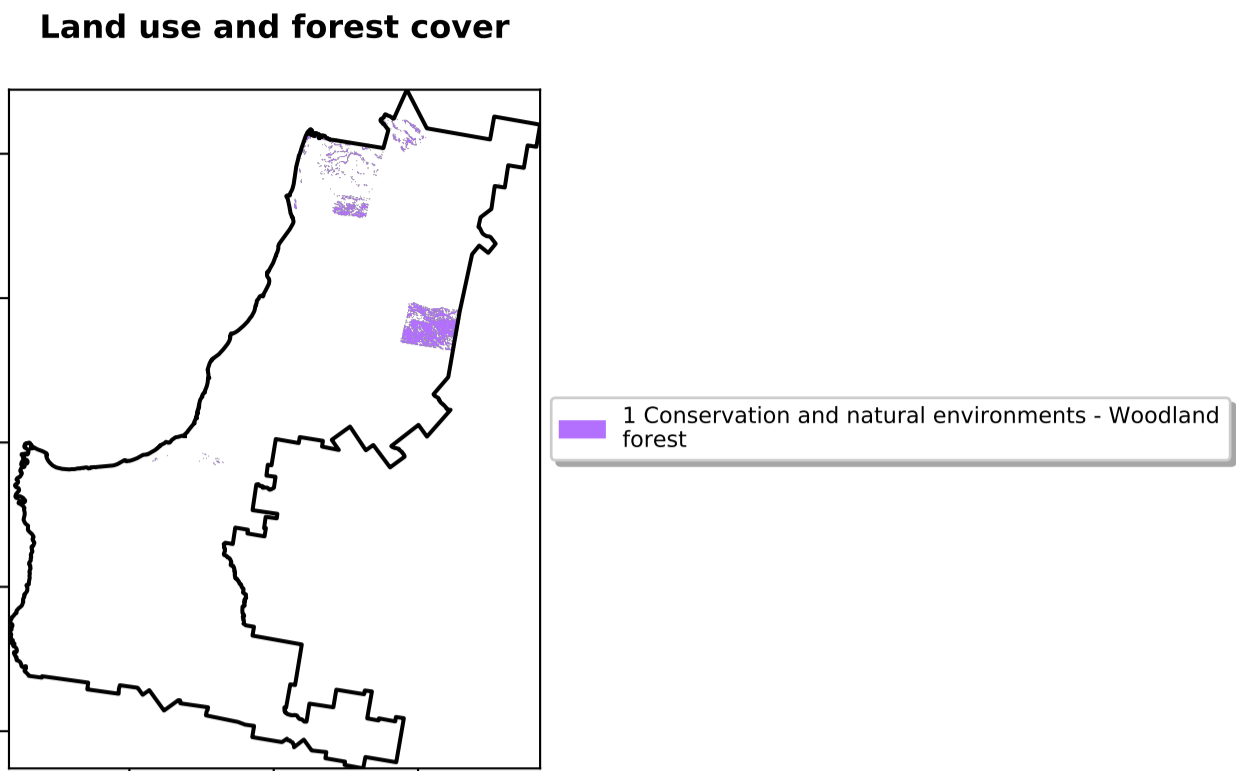 Land use and forest cover
1 Conservation and natural environments - Woodland
forest